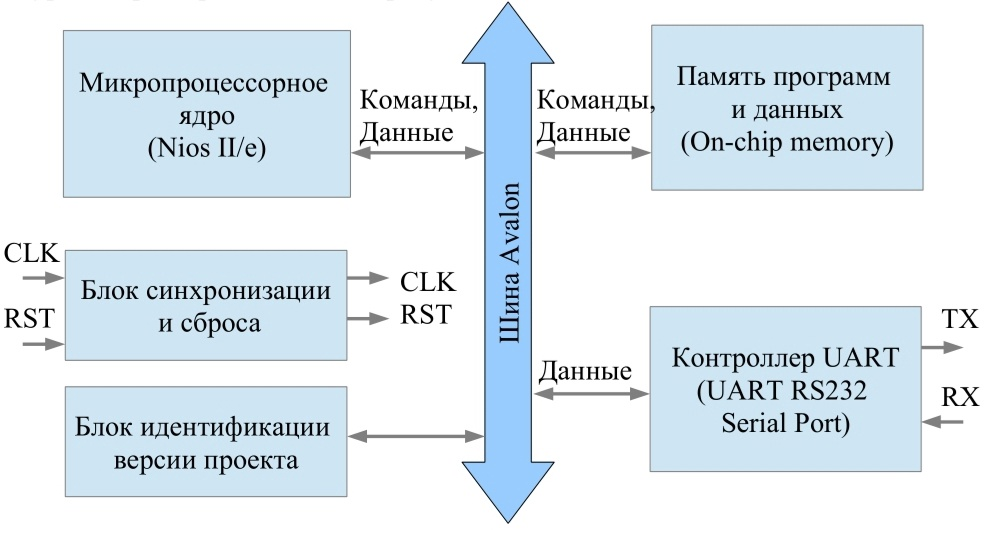 Микропроцессорное
ядро
(Nios II/e)
Команды,
Данные
Команды,
Данные
Память программ
и данных
(On-chip memory)
Шина Avalon
CLK
RST
Блок синхронизации
и сброса
CLK
RST
Данные
Контроллер UART
(UART RS232
Serial Port)
TX
RX
Блок идентификации
версии проекта